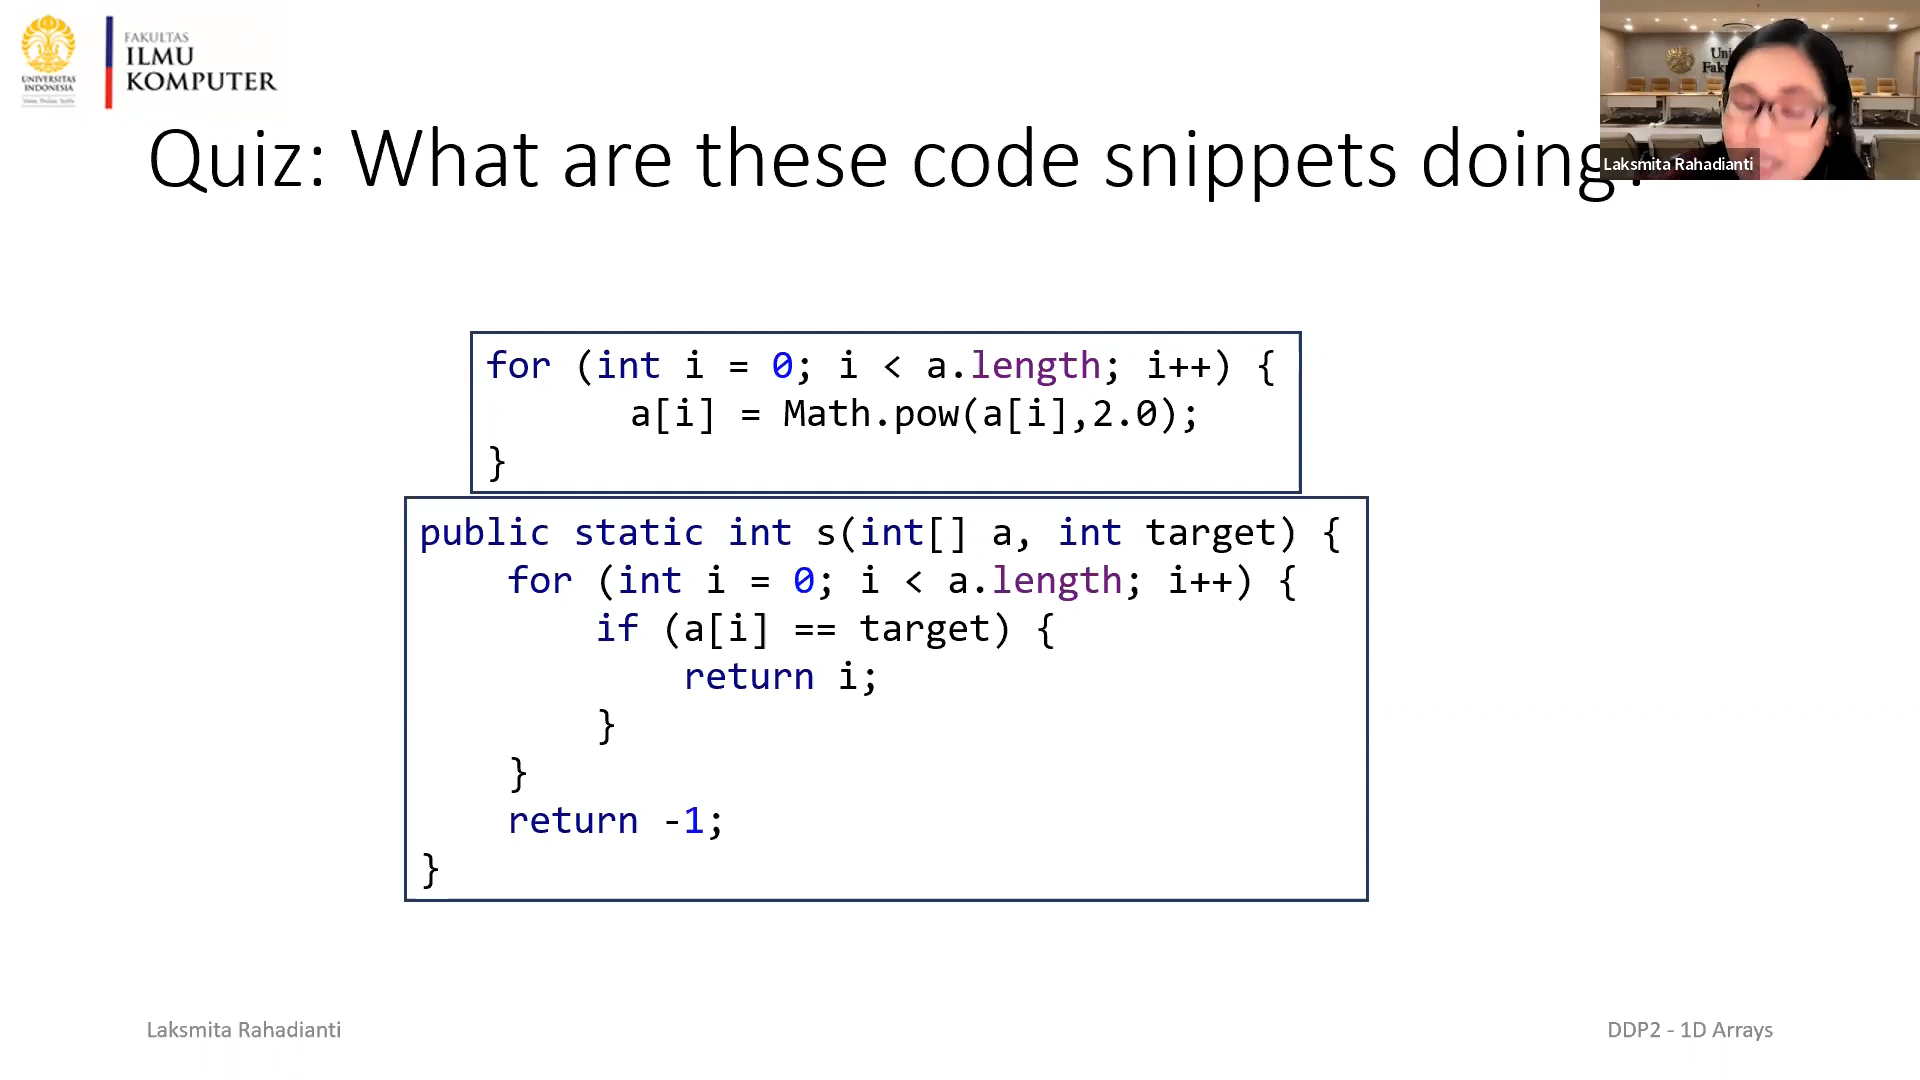 UNIVERSITAS
INDONESIA
FAKULTAS
ILMU
KOMPUTER
Quiz: What are these code snippets doing?
Laksmita Rahadianti
for (int i = 0; i < a.length; i++) {
a[i] = Math.pow(a[i],2.0);
}
public static int s(int[] a, int target) {
for (int i = 0; i < a.length; i++) {
if (a[i] == target) {
return i;
}
}
return -1;
}
Laksmita Rahadianti
DDP2 - 1D Arrays